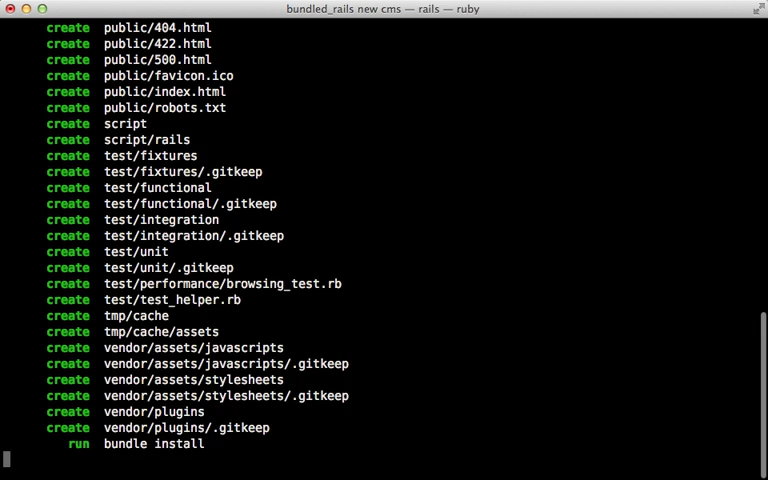 bundled_rails new cms — rails — ruby
create public/404.html
create public/422.html
create public/500.html
create public/favicon.ico
create public/index.html
create public/robots.txt
create script
create script/rails
create test/fixtures
create test/fixtures/.gitkeep
create test/functional
create test/functional/.gitkeep
create test/integration
create test/integration/.gitkeep
create test/unit
create test/unit/.gitkeep
create test/performance/browsing_test.rb
create test/test_helper.rb
create tmp/cache
create tmp/cache/assets
create vendor/assets/javascripts
create vendor/assets/javascripts/.gitkeep
create vendor/assets/stylesheets
create vendor/assets/stylesheets/.gitkeep
create vendor/plugins
create vendor/plugins/.gitkeep
run bundle install